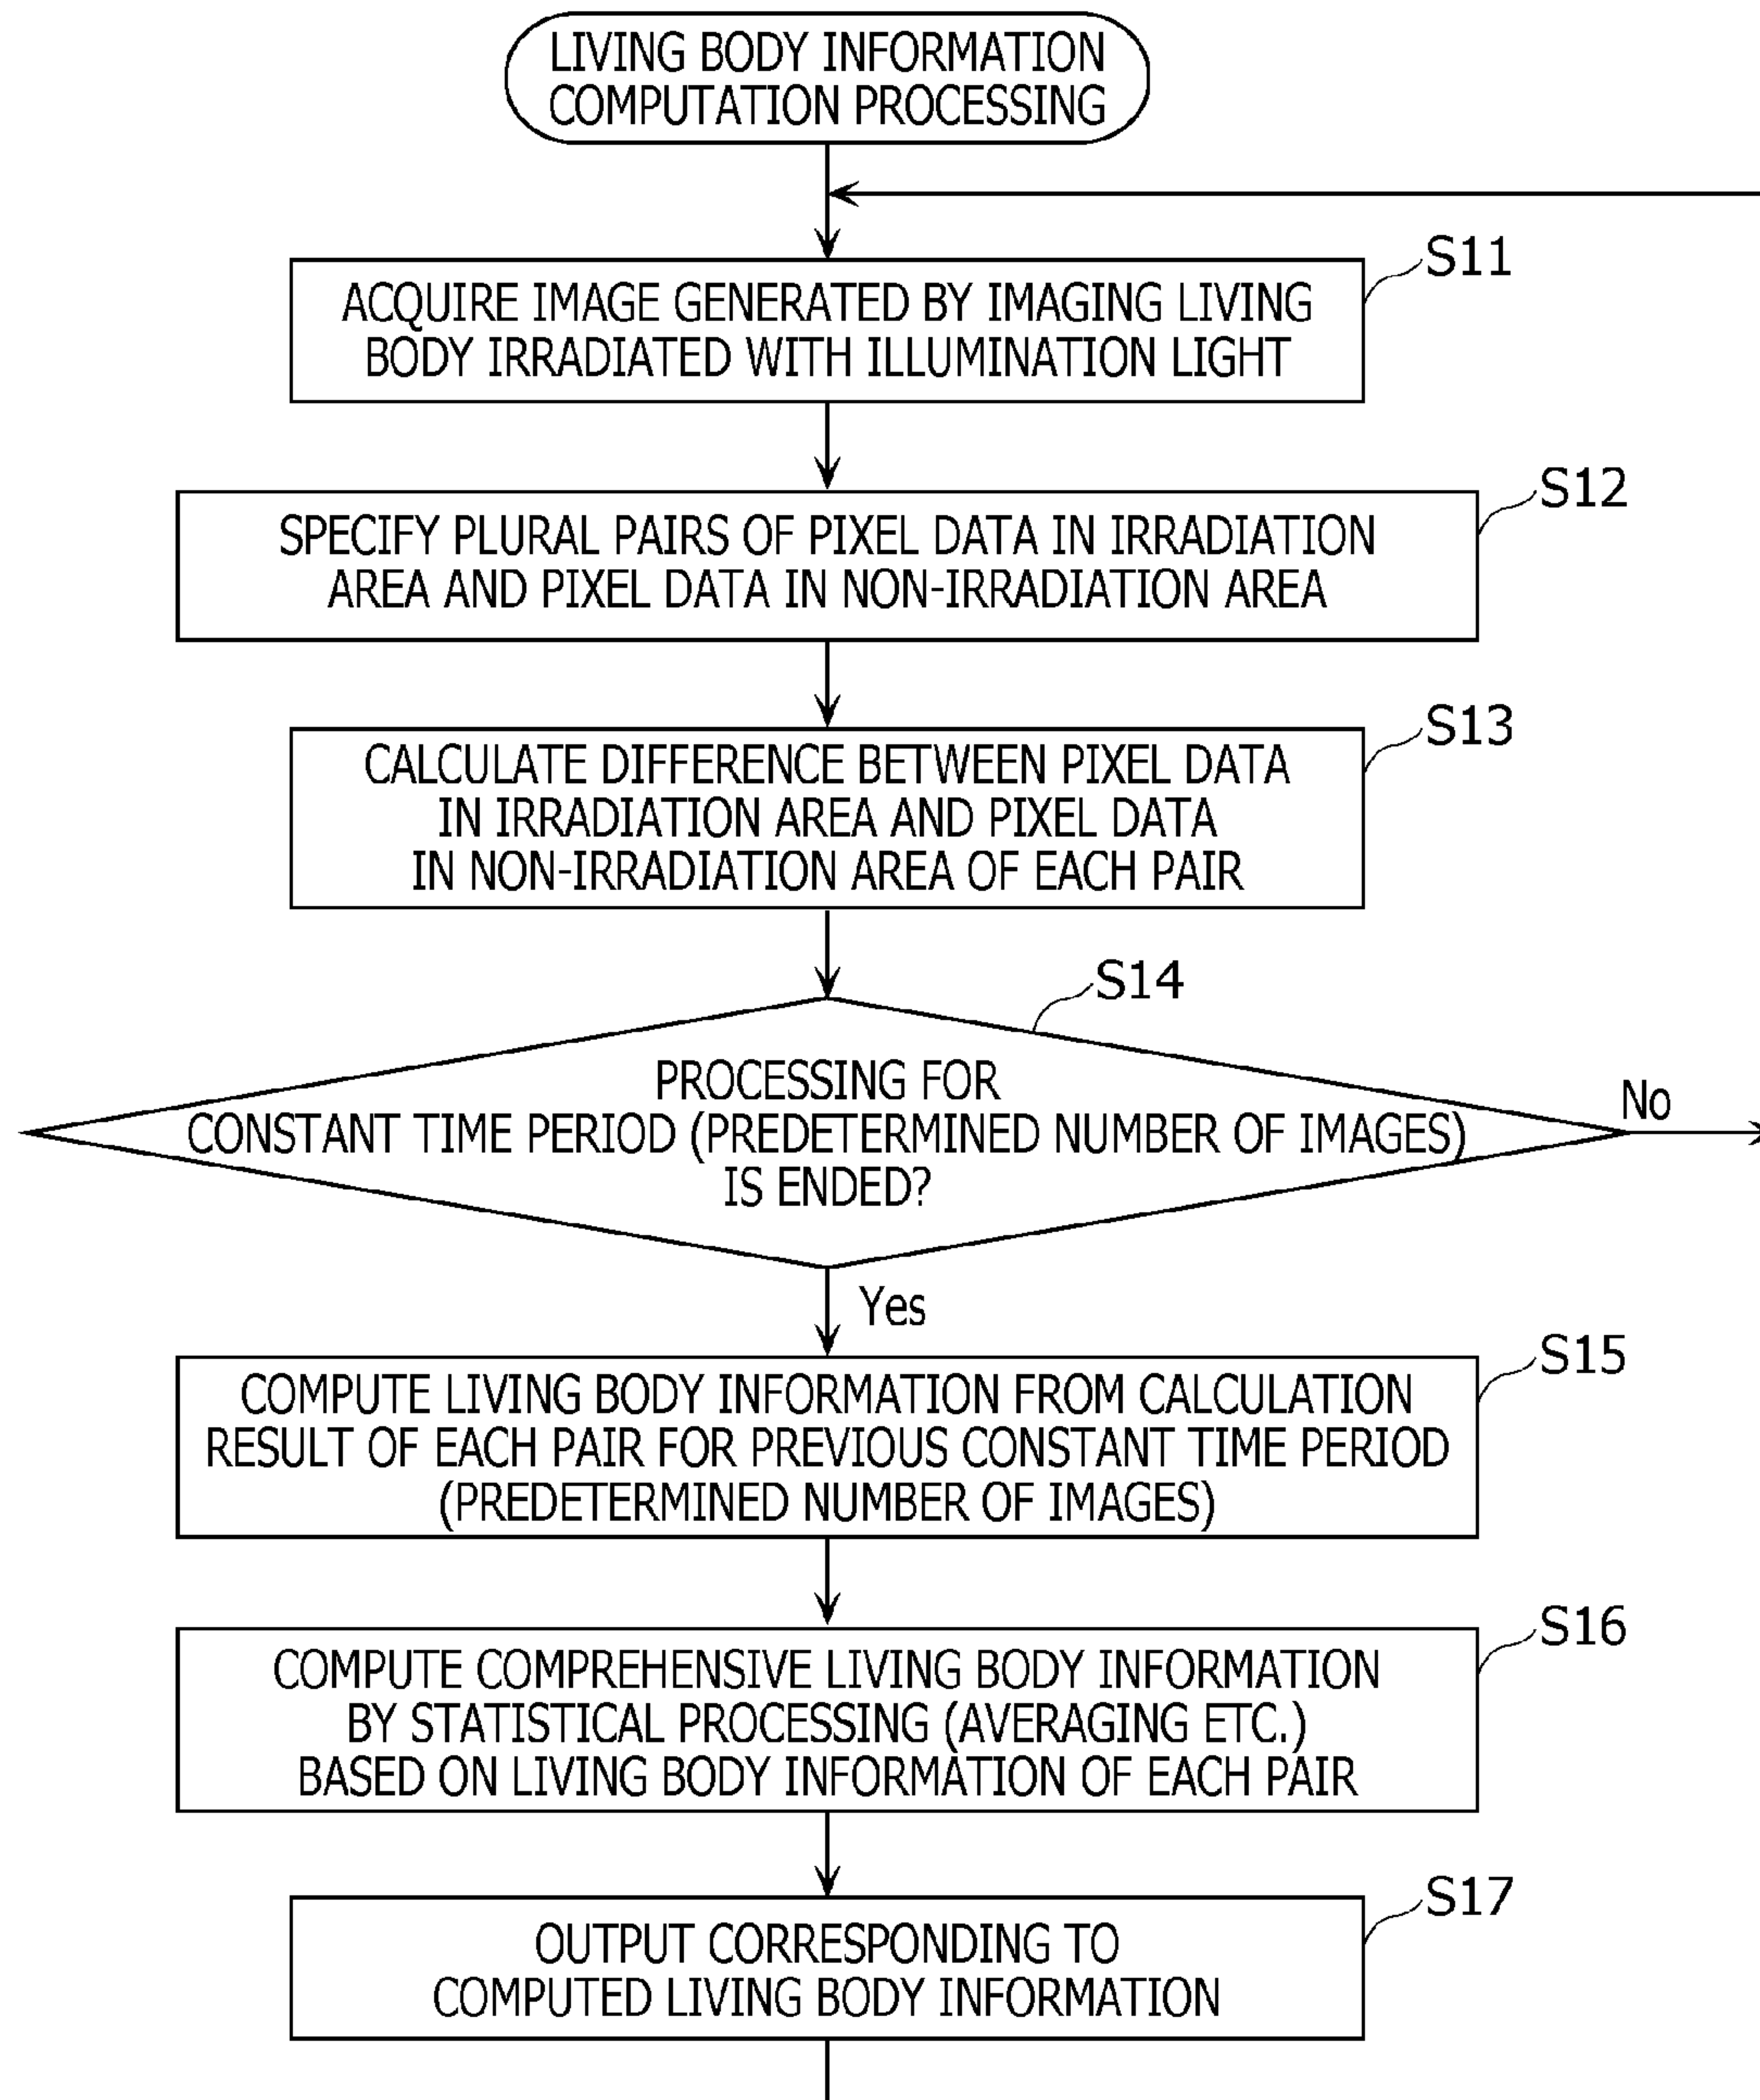 LIVING BODY INFORMATION
COMPUTATION PROCESSING
S11
ACQUIRE IMAGE GENERATED BY IMAGING LIVING
BODY IRRADIATED WITH ILLUMINATION LIGHT
S12
SPECIFY PLURAL PAIRS OF PIXEL DATA IN IRRADIATION
AREA AND PIXEL DATA IN NON-IRRADIATION AREA
S13
CALCULATE DIFFERENCE BETWEEN PIXEL DATA
IN IRRADIATION AREA AND PIXEL DATA
IN NON-IRRADIATION AREA OF EACH PAIR
S14
PROCESSING FOR
CONSTANT TIME PERIOD (PREDETERMINED NUMBER OF IMAGES)
IS ENDED?
No
Yes
S15
COMPUTE LIVING BODY INFORMATION FROM CALCULATION
RESULT OF EACH PAIR FOR PREVIOUS CONSTANT TIME PERIOD
(PREDETERMINED NUMBER OF IMAGES)
S16
COMPUTE COMPREHENSIVE LIVING BODY INFORMATION
BY STATISTICAL PROCESSING (AVERAGING ETC.)
BASED ON LIVING BODY INFORMATION OF EACH PAIR
S17
OUTPUT CORRESPONDING TO
COMPUTED LIVING BODY INFORMATION